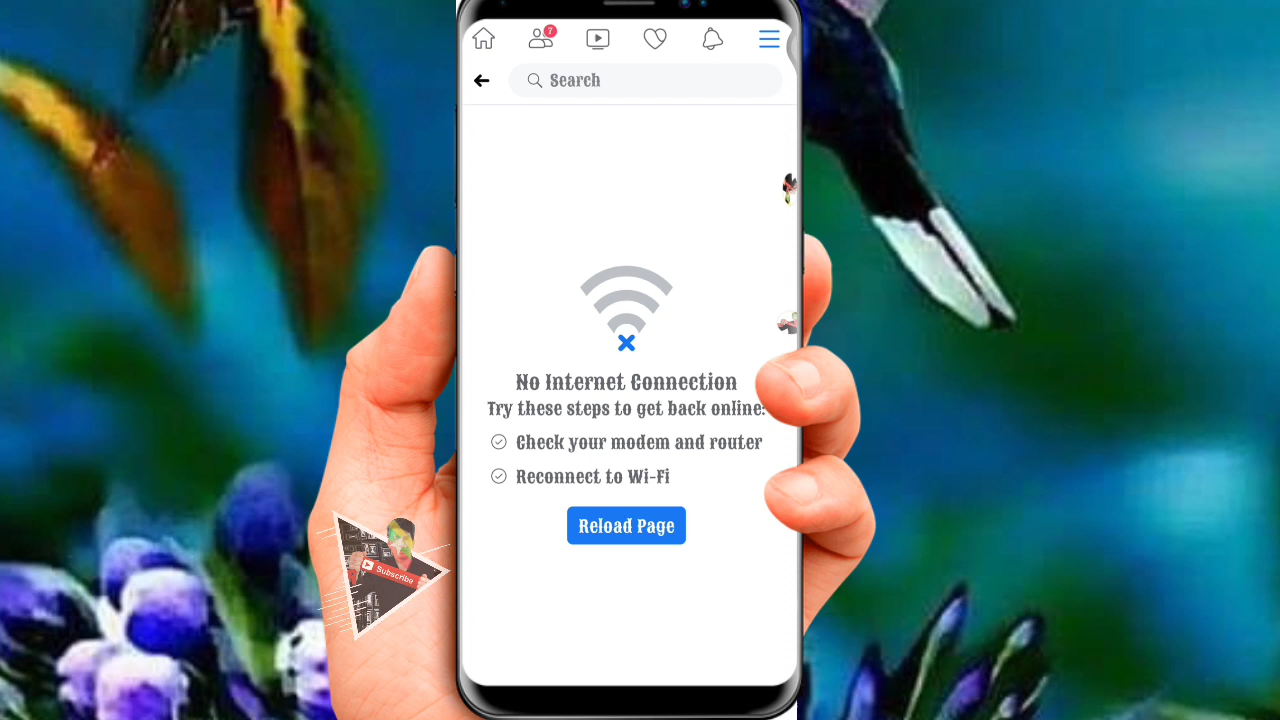 7
Search
No Internet Connection
Try these steps to get back online:
Check your modem and router
Reconnect to Wi-Fi
Reload Page
Subscribe